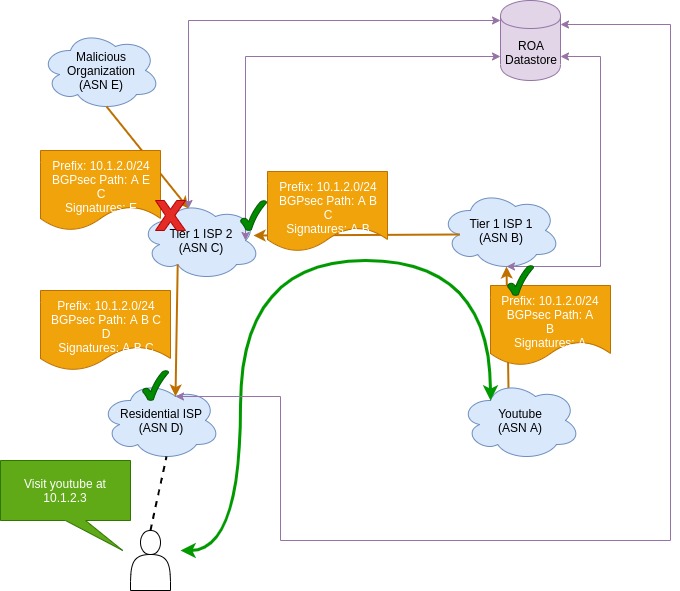 ROA
Datastore
Malicious
Organization
(ASN E)
Prefix: 10.1.2.0/24
BGPsec Path: A E
C
Signatures: E
Prefix: 10.1.2.0/24
BGPsec Path: A B
C
Signatures: A B
Tier 1 ISP 2
(ASN C)
Tier 1 ISP 1
(ASN B)
Prefix: 10.1.2.0/24
BGPsec Path: A B C
D
Signatures: A B C
Prefix: 10.1.2.0/24
BGPsec Path: A
B
Signatures: A
Residential ISP
(ASN D)
Youtube
(ASN A)
Visit youtube at
10.1.2.3